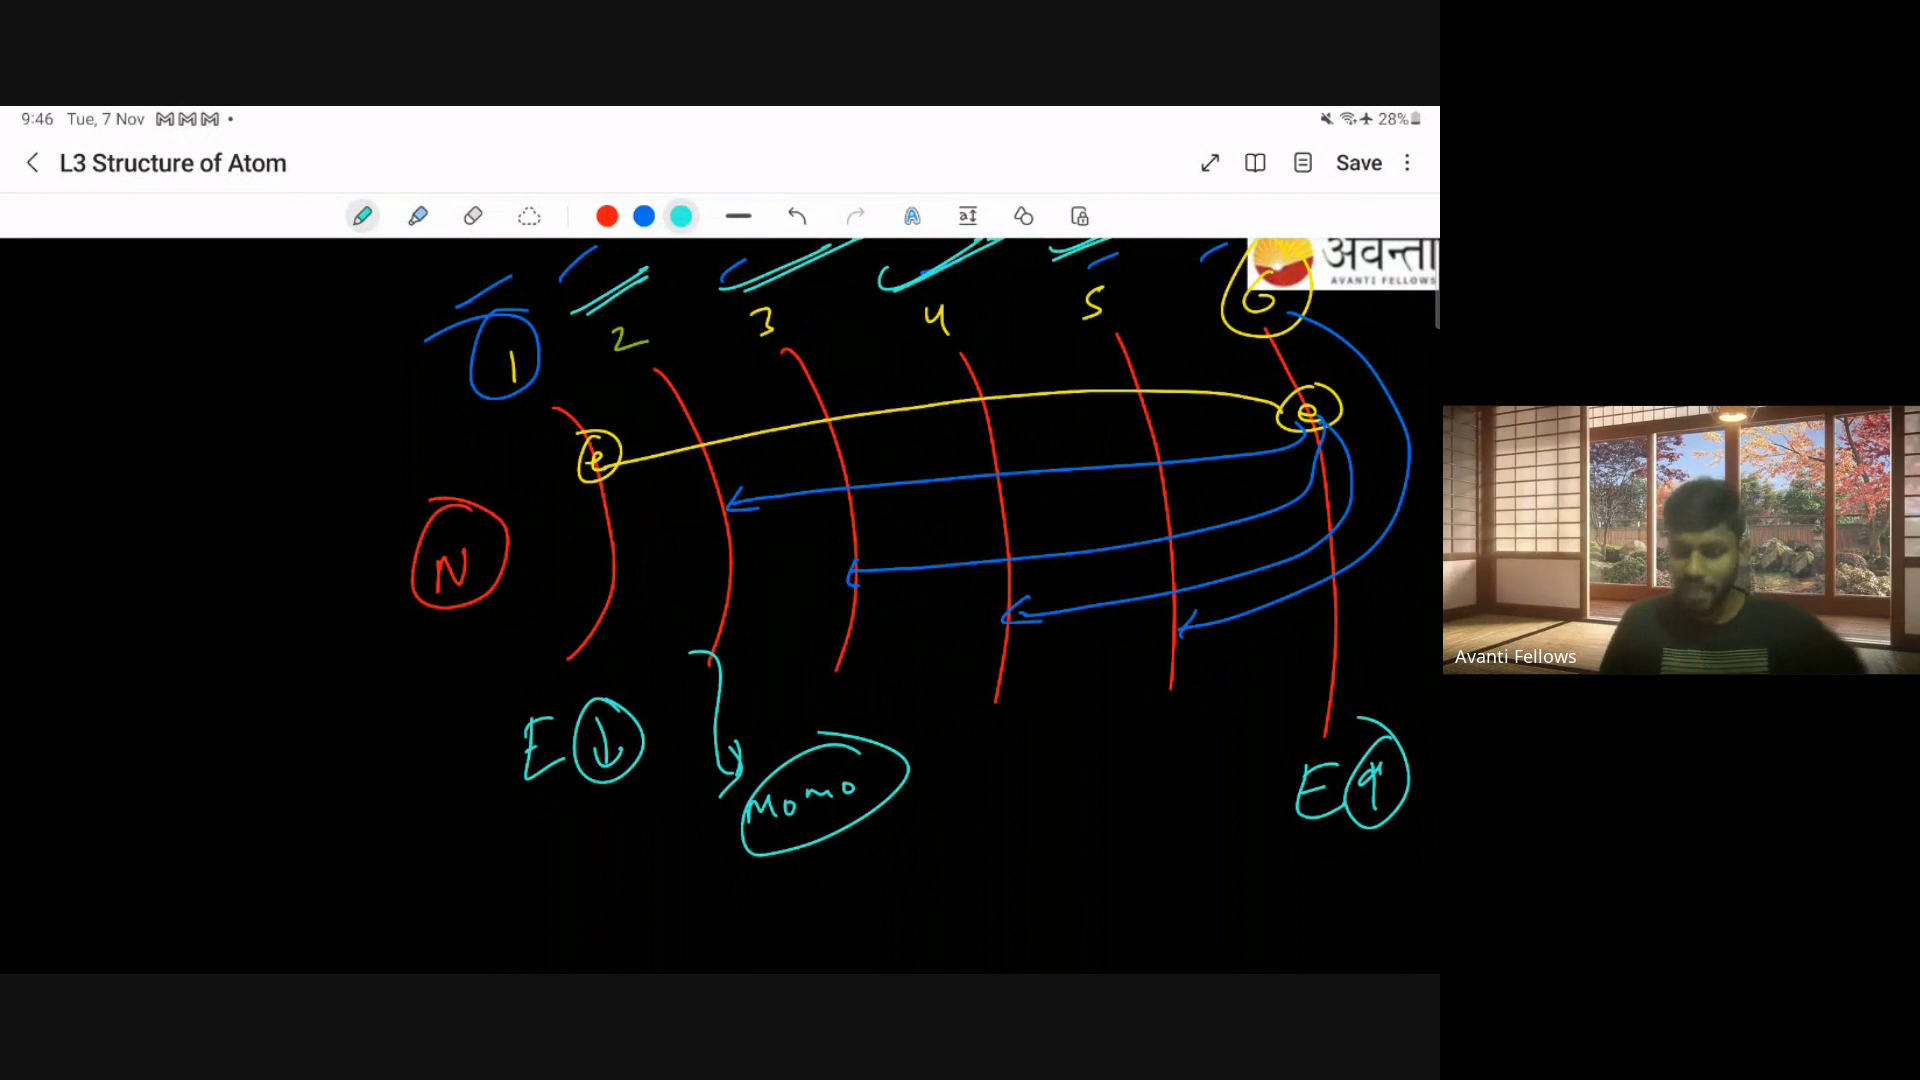 9:46 Tue, 7 Nov
28%
L3 Structure of Atom
Save
अवन्ती
AVANTI FELLOWS
1 2 3 4 5 6
e
e
N
E ↓
MOMO
E ↑
Avanti Fellows